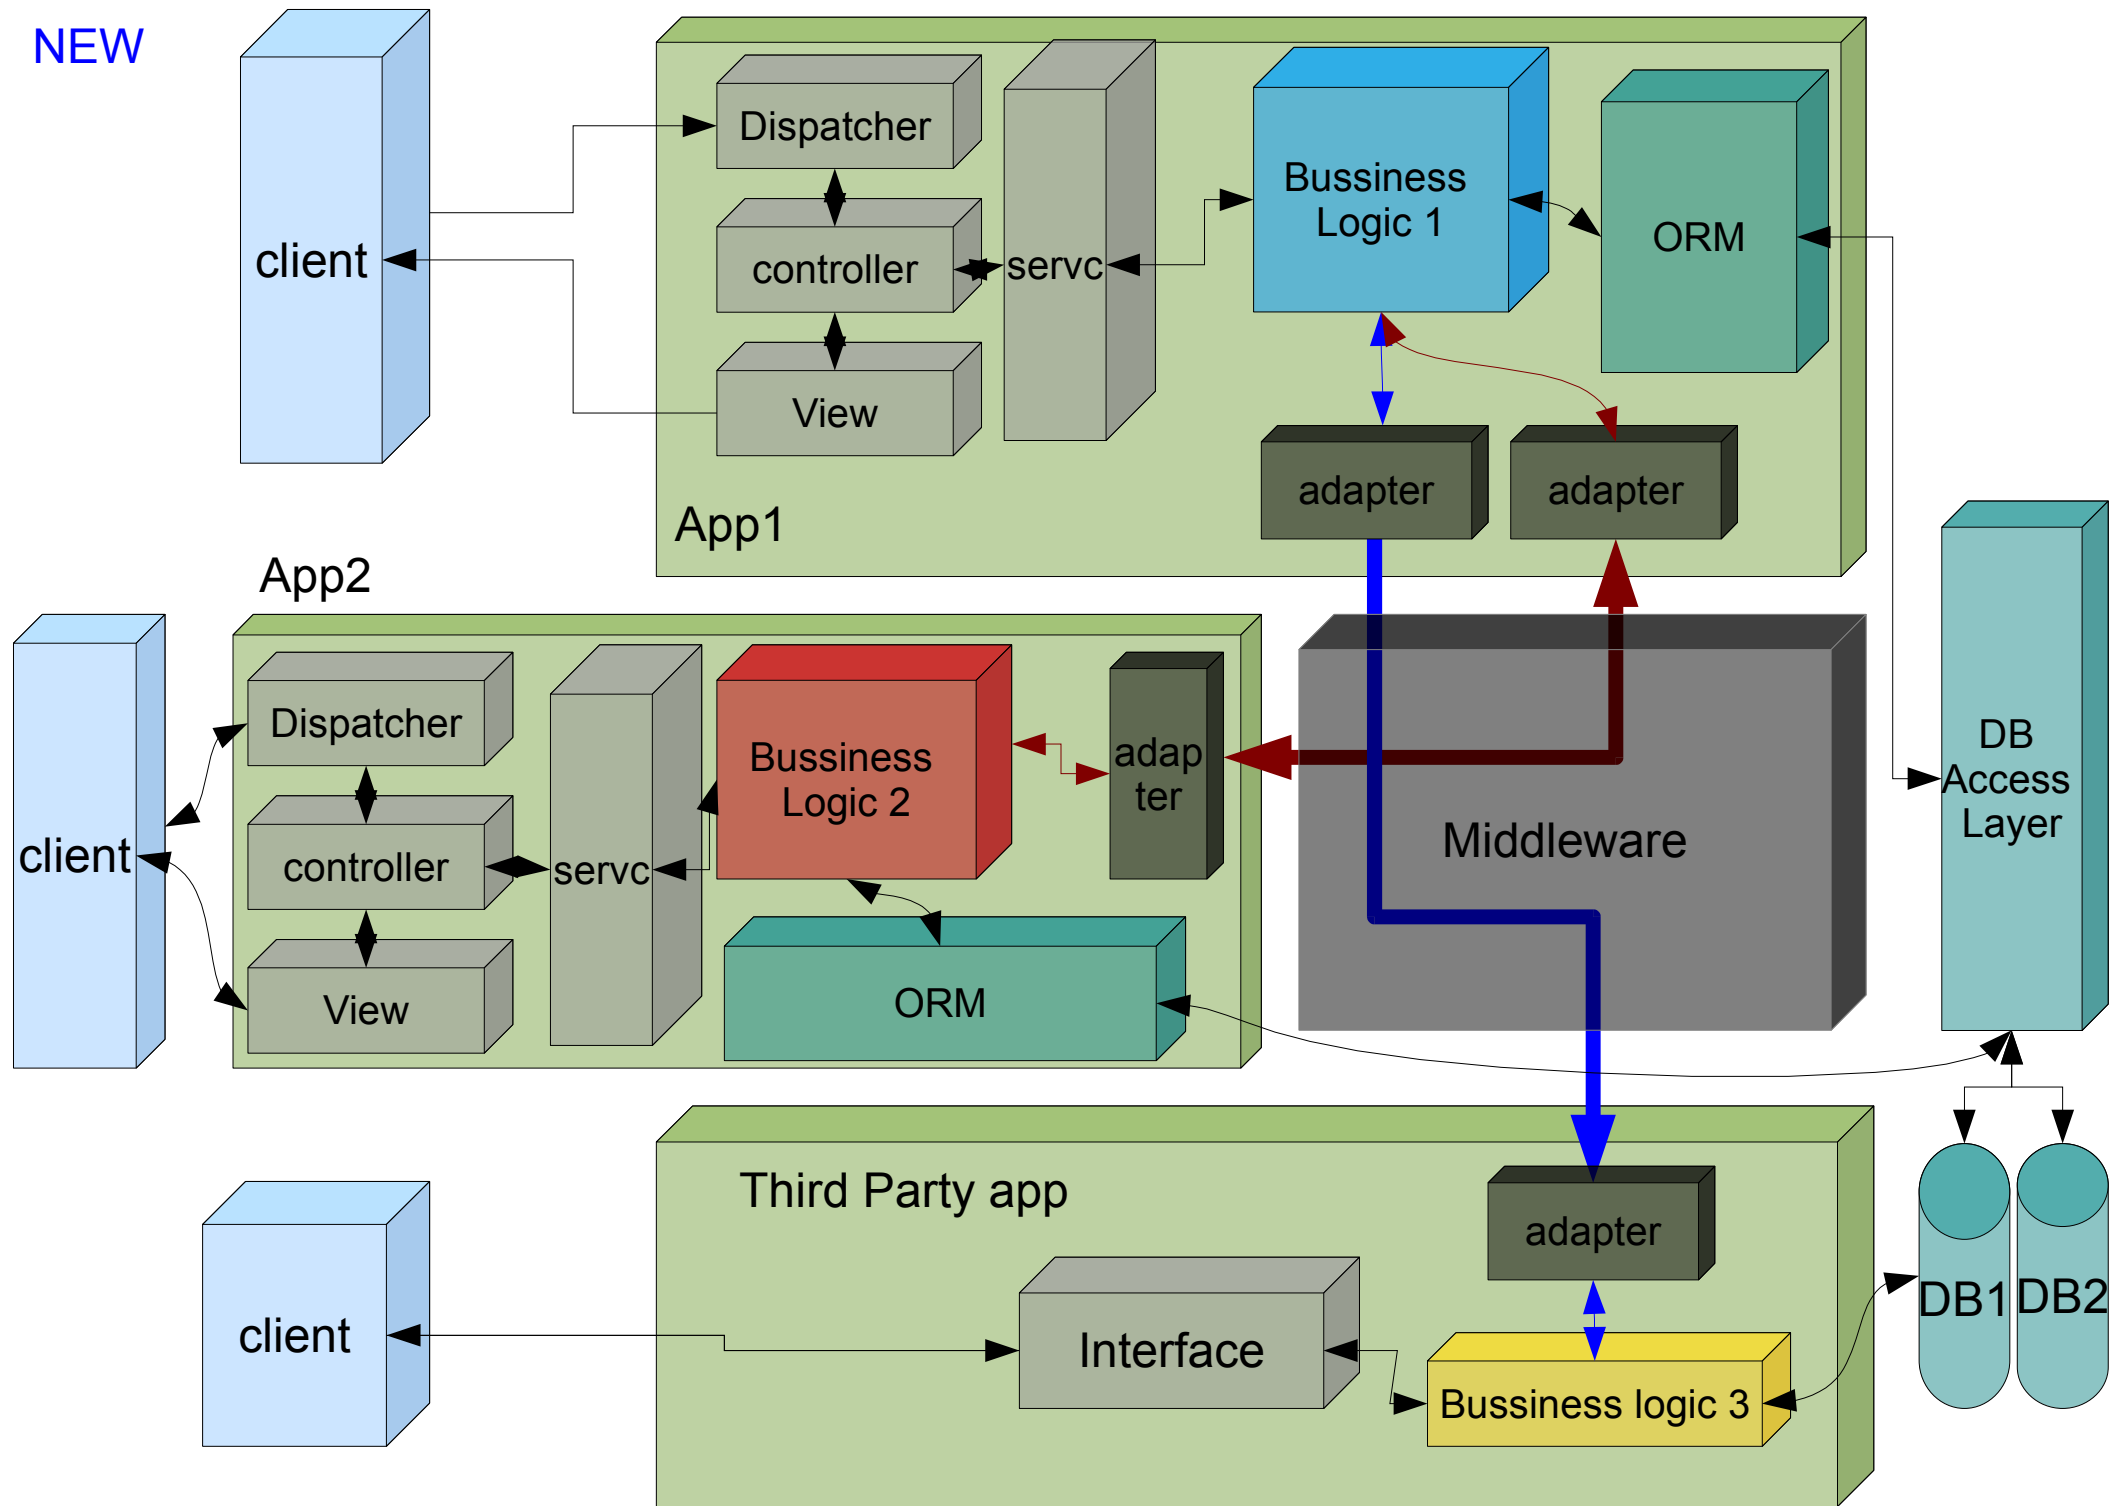 NEW
client
Dispatcher
controller
View
servc
Bussiness
Logic 1
ORM
adapter
adapter
App1
App2
client
Dispatcher
controller
View
servc
Bussiness
Logic 2
adap
ter
ORM
Middleware
DB
Access
Layer
Third Party app
client
Interface
adapter
Bussiness logic 3
DB1
DB2